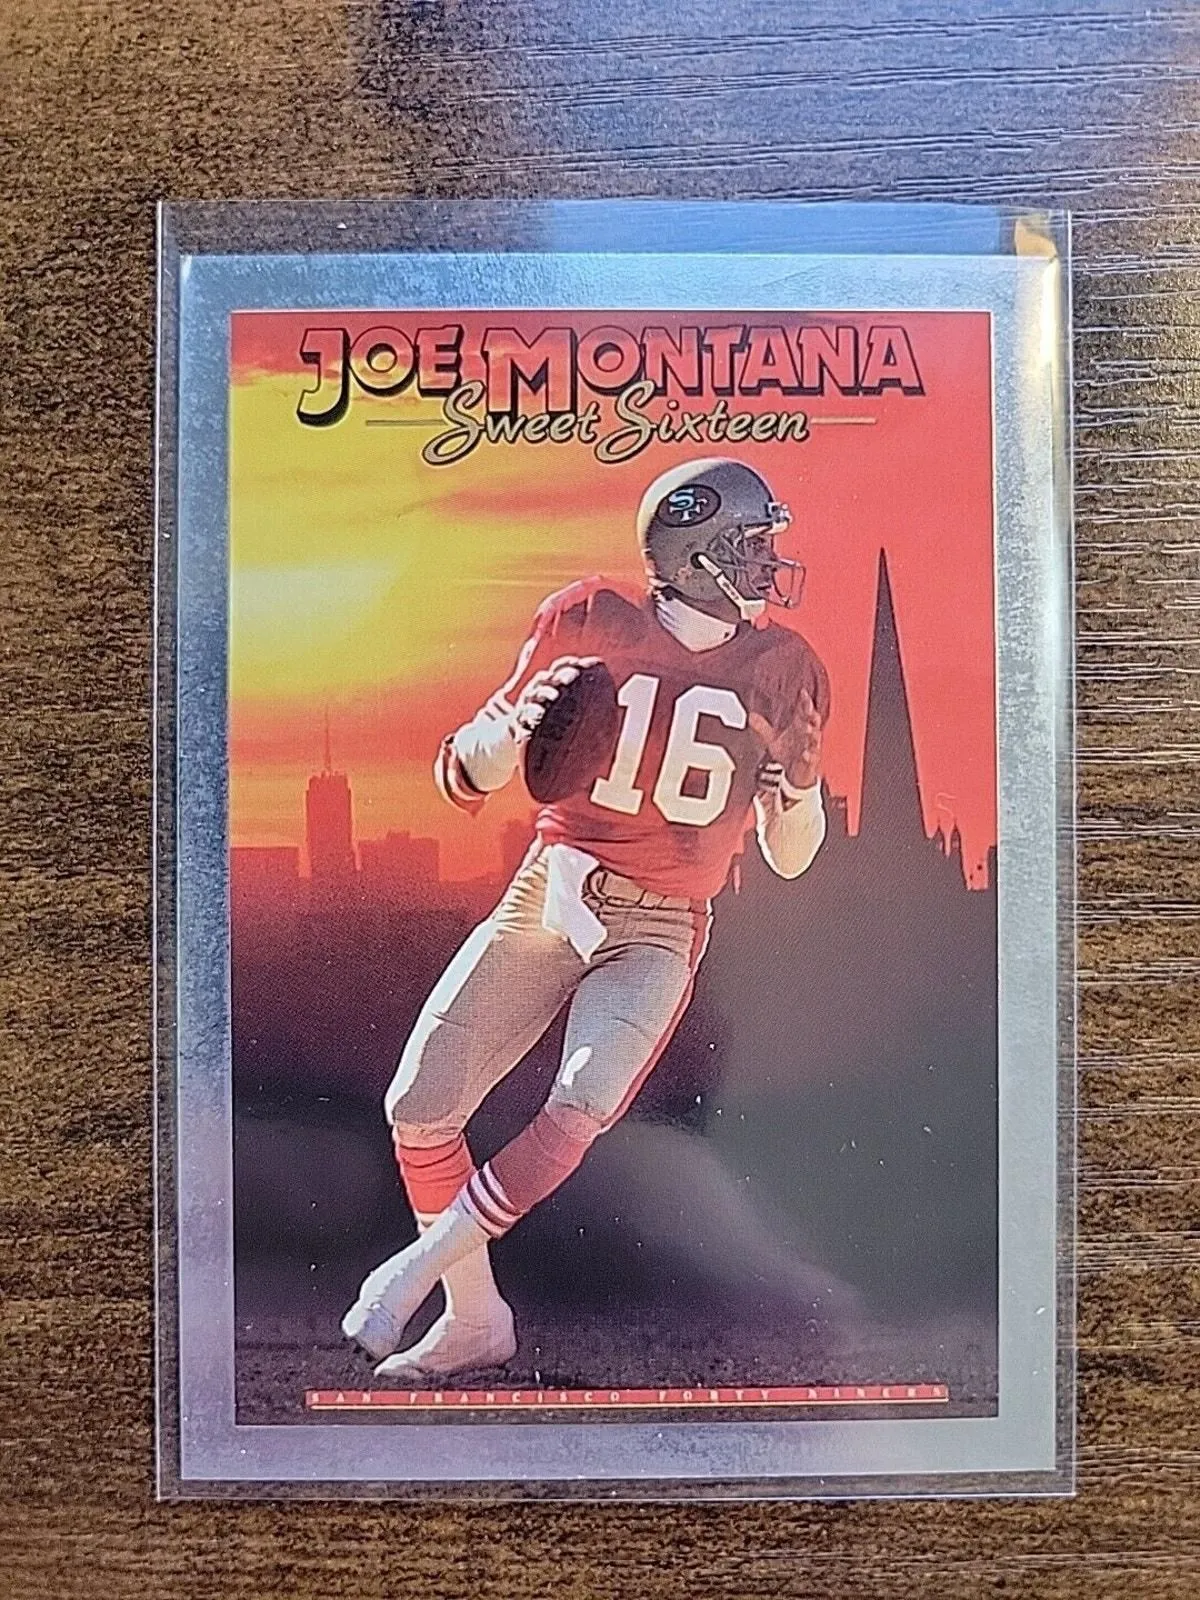 JOE MONTANA
Sweet Sixteen
SF
16
SAN FRANCISCO FORTY NINERS